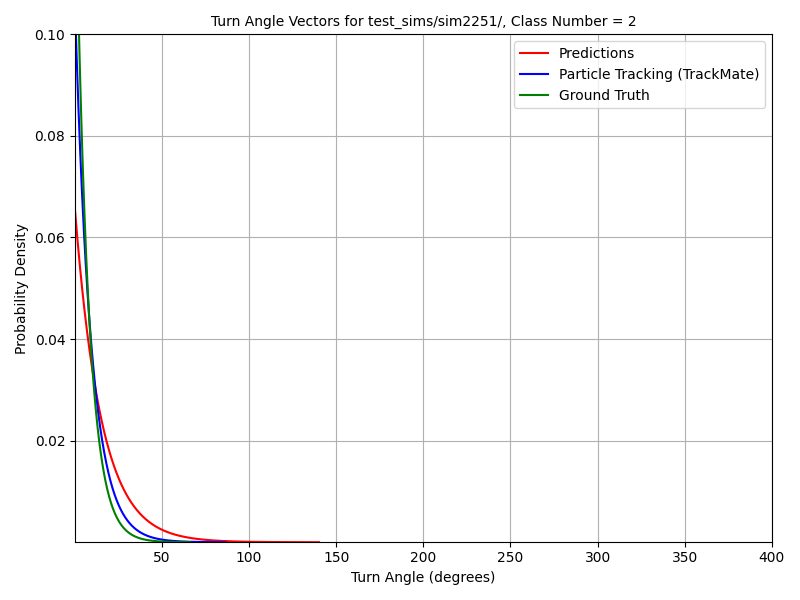 Turn Angle Vectors for test_sims/sim2251/, Class Number = 2
Predictions
Particle Tracking (TrackMate)
Ground Truth
0.10
0.08
0.06
0.04
0.02
Probability Density
50 100 150 200 250 300 350 400
Turn Angle (degrees)